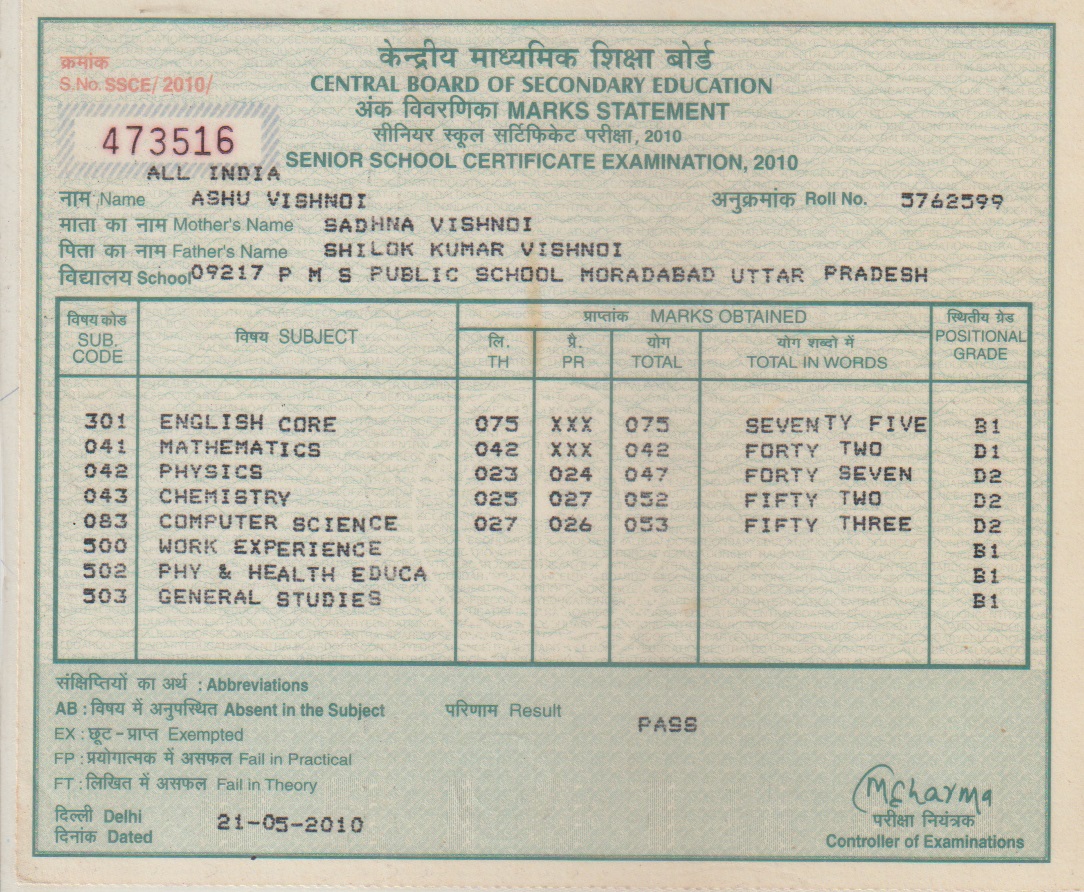 केन्द्रीय माध्यमिक शिक्षा बोर्ड
क्रमांक
S.No. SSCE/ 2010/
CENTRAL BOARD OF SECONDARY EDUCATION
अंक विवरणिका MARKS STATEMENT
473516
सीनियर स्कूल सर्टिफिकेट परीक्षा, 2010
SENIOR SCHOOL CERTIFICATE EXAMINATION, 2010
ALL INDIA
नाम Name ASHU VISHNOI अनुक्रमांक Roll No. 5762599
माता का नाम Mother's Name SADHNA VISHNOI
पिता का नाम Father's Name SHILOK KUMAR VISHNOI
विद्यालय School 09217 P M S PUBLIC SCHOOL MORADABAD UTTAR PRADESH
विषय कोड SUB. CODE विषय SUBJECT प्राप्तांक MARKS OBTAINED स्थितीय ग्रेड POSITIONAL GRADE
लि. प्रै. योग योग शब्दो में
TH PR TOTAL TOTAL IN WORDS
301 ENGLISH CORE 075 XXX 075 SEVENTY FIVE B1
041 MATHEMATICS 042 XXX 042 FORTY TWO D1
042 PHYSICS 023 024 047 FORTY SEVEN D2
043 CHEMISTRY 025 027 052 FIFTY TWO D2
083 COMPUTER SCIENCE 027 026 053 FIFTY THREE D2
500 WORK EXPERIENCE B1
502 PHY & HEALTH EDUCA B1
503 GENERAL STUDIES B1
संक्षिप्तियों का अर्थ : Abbreviations
AB : विषय में अनुपस्थित Absent in the Subject परिणाम Result PASS
EX : छूट - प्राप्त Exempted
FP : प्रयोगात्मक में असफल Fail in Practical
FT : लिखित में असफल Fail in Theory
दिल्ली Delhi
दिनांक Dated 21-05-2010
परीक्षा नियंत्रक
Controller of Examinations